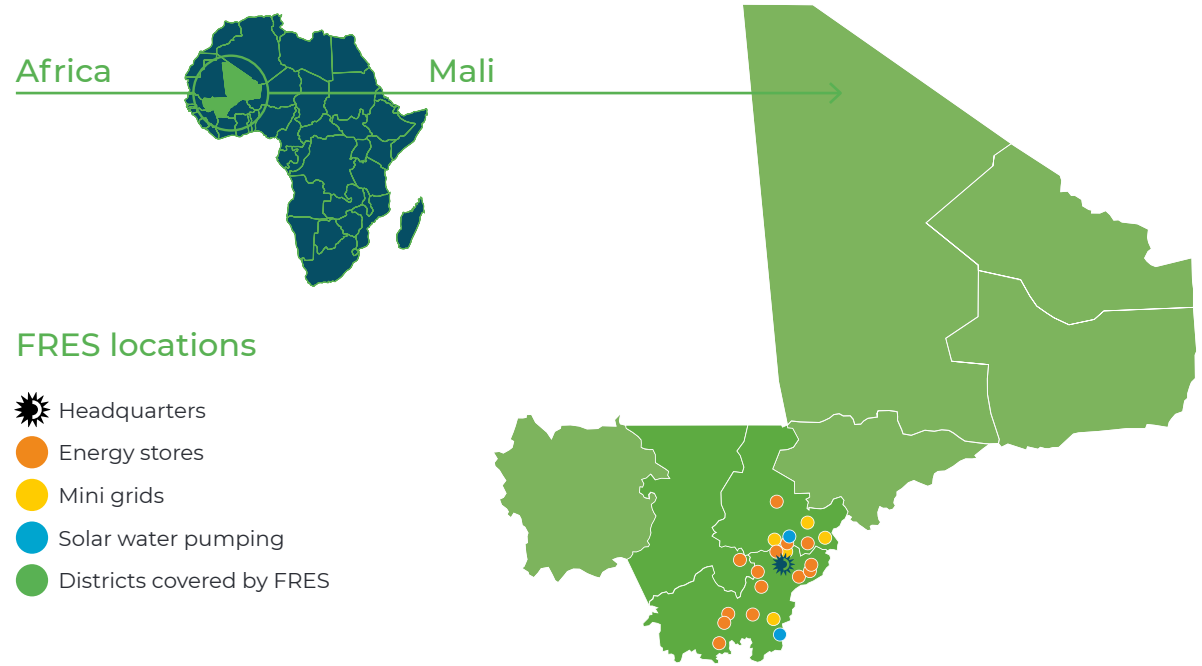 Africa
Mali
FRES locations
Headquarters
Energy stores
Mini grids
Solar water pumping
Districts covered by FRES